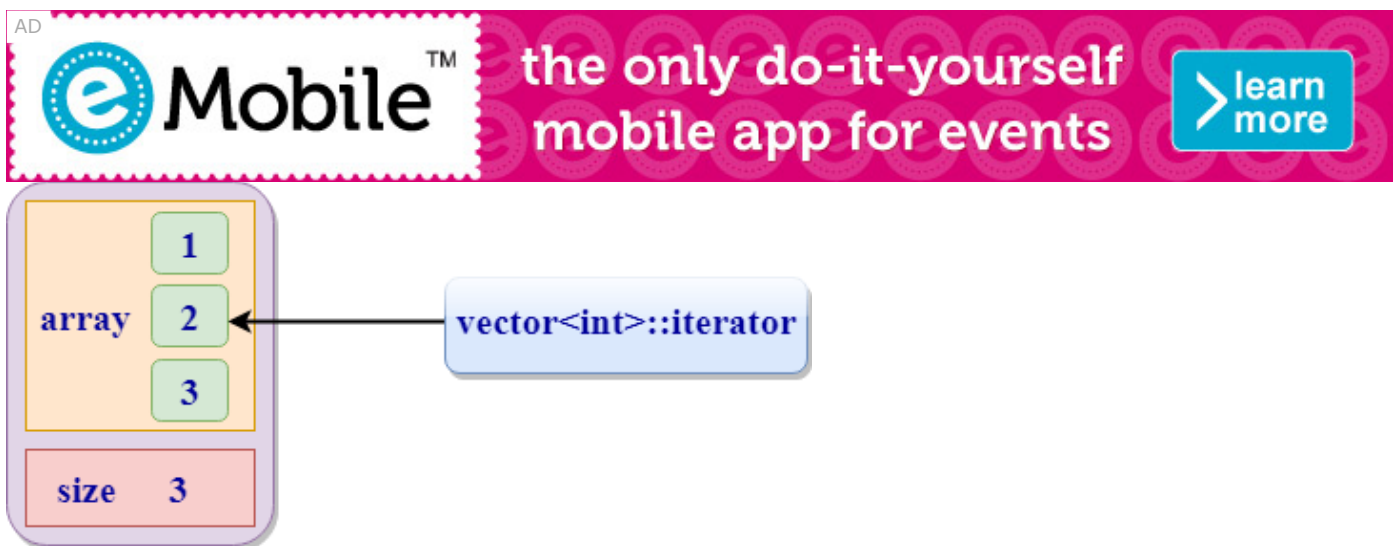 AD
e Mobile™
the only do-it-yourself
mobile app for events
learn
more
1
array 2
vector<int>::iterator
3
size 3